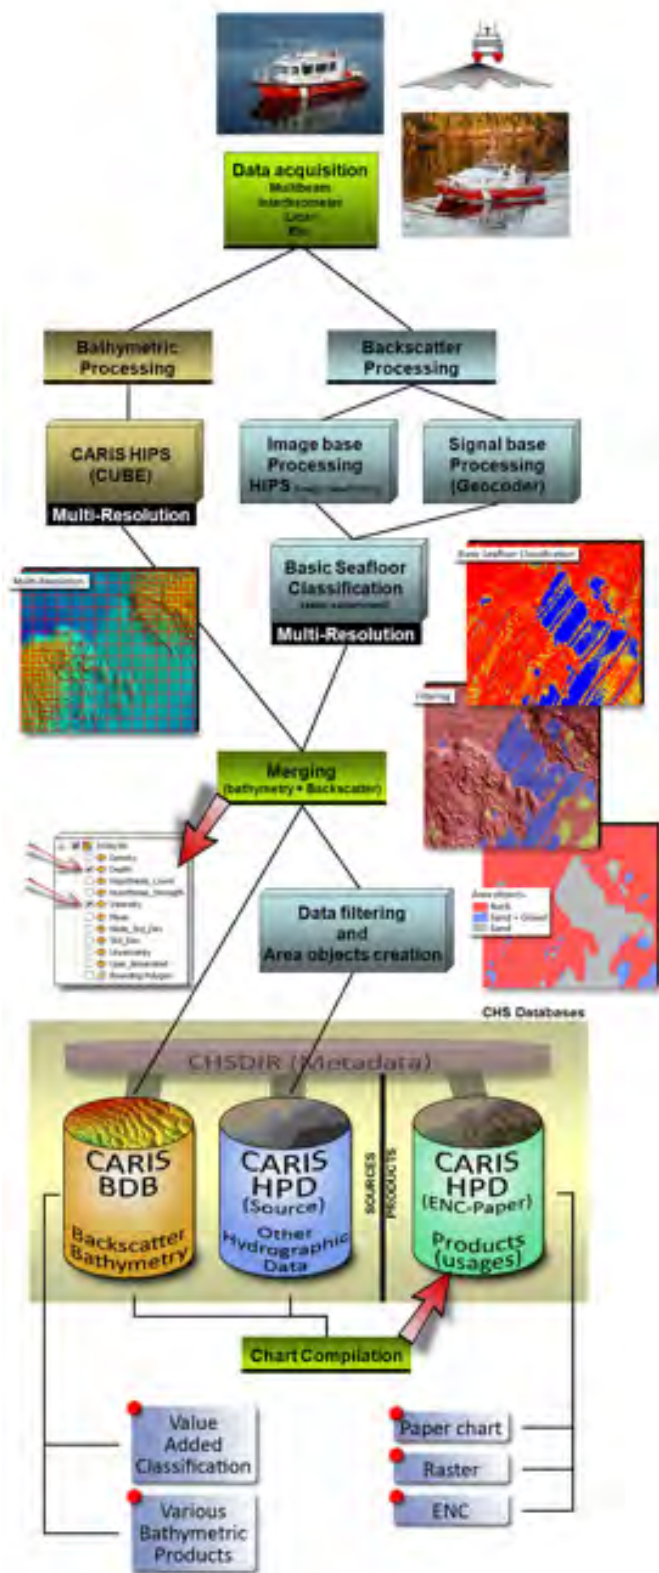 Data acquisition
Multibeam
Interferometer
Lidar
Etc.
Bathymetric
Processing
Backscatter
Processing
CARIS HIPS
(CUBE)
Multi-Resolution
Image base
Processing
HIPS
Signal base
Processing
(Geocoder)
Basic Seafloor
Classification
Multi-Resolution
Multi-Resolution
Basic Seafloor Classification
Filtering
Merging
(bathymetry + Backscatter)
Density
Depth
Hypothesis_Count
Hypothesis_Strength
Intensity
Mean
Node_Std_Dev
Std_Dev
Uncertainty
User_Nominated
Bounding Polygon
Data filtering
and
Area objects creation
Area objects
Rock
Sand + Gravel
Sand
CHS Databases
CHSDIR (Metadata)
CARIS
BDB
Backscatter
Bathymetry
CARIS
HPD
(Source)
Other
Hydrographic
Data
SOURCES
PRODUCTS
CARIS
HPD
(ENC-Paper)
Products
(usages)
Chart Compilation
Value
Added
Classification
Various
Bathymetric
Products
Paper chart
Raster
ENC